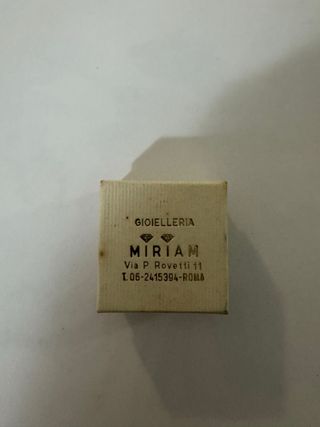 GIOIELLERIA
MIRIAM
Via P. Rovetti 11
T. 06-2415394-ROMA